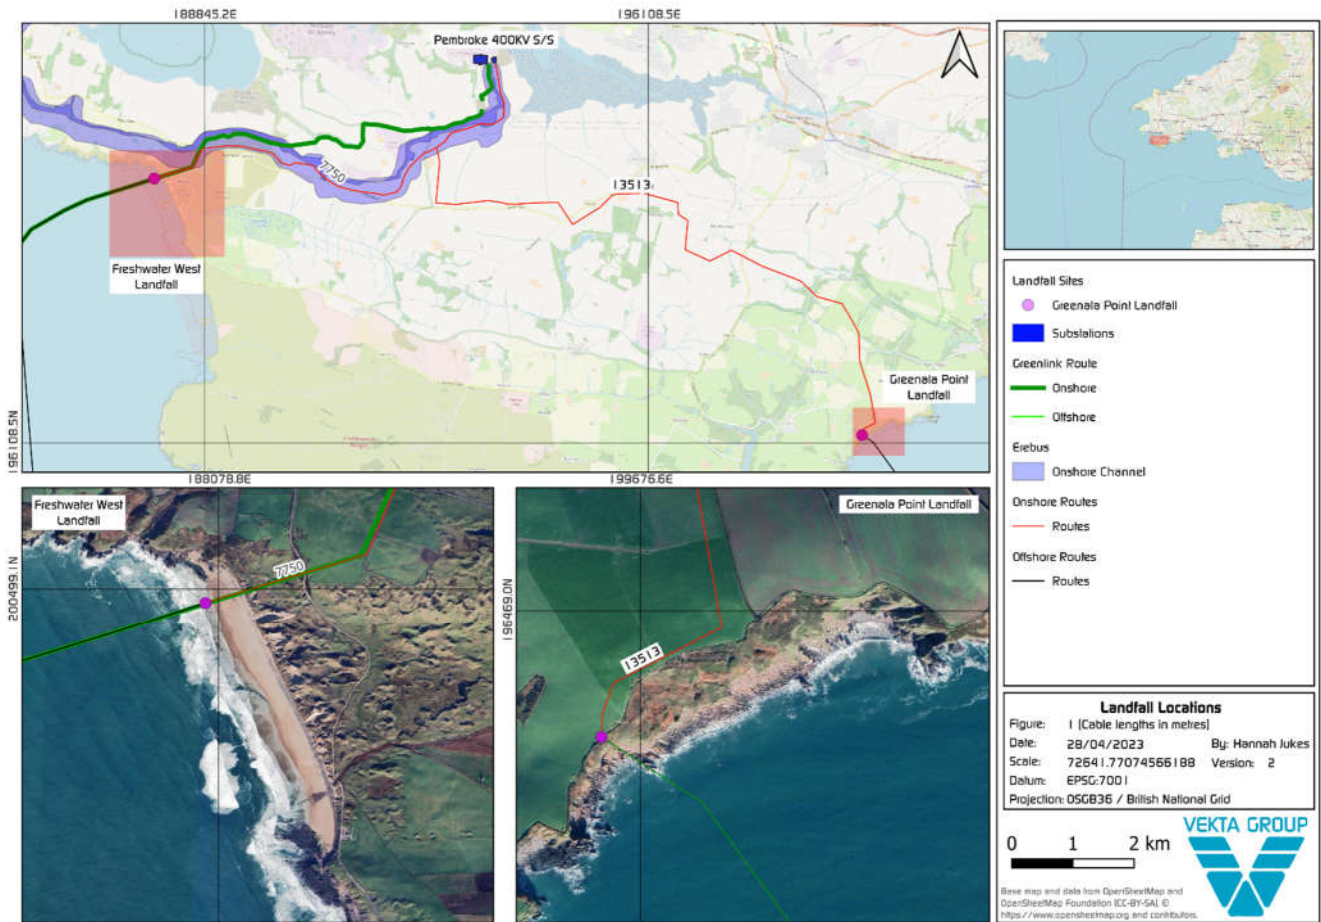 188845.2E
196108.5E
Pembroke 400KV S/S
7750
13513
Freshwater West
Landfall
Greenala Point
Landfall
196108.5N
188078.8E
199575.6E
Freshwater West
Landfall
7750
200499.1N
Greenala Point Landfall
13513
196469.0N
Landfall Sites
Greenala Point Landfall
Substations
Greenlink Route
Onshore
Offshore
Erebus
Onshore Channel
Onshore Routes
Routes
Offshore Routes
Routes
Landfall Locations
Figure: 1 (Cable lengths in metres)
Date: 28/04/2023 By: Hannah Jukes
Scale: 72641.77074566188 Version: 2
Datum: EPSG:7001
Projection: OSGB36 / British National Grid
0 1 2 km
VEKTA GROUP
Base map and data from OpenStreetMap and
OpenStreetMap Foundation (CC-BY-SA). ©
https://www.openstreetmap.org and contributors.